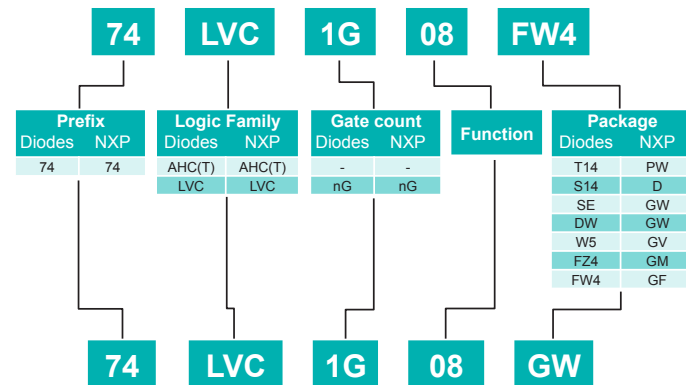 74 LVC 1G 08 FW4
Prefix
Diodes NXP
74 74
Logic Family
Diodes NXP
AHC(T) AHC(T)
LVC LVC
Gate count
Diodes NXP
- -
nG nG
Function
Package
Diodes NXP
T14 PW
S14 D
SE GW
DW GW
W5 GV
FZ4 GM
FW4 GF
74 LVC 1G 08 GW